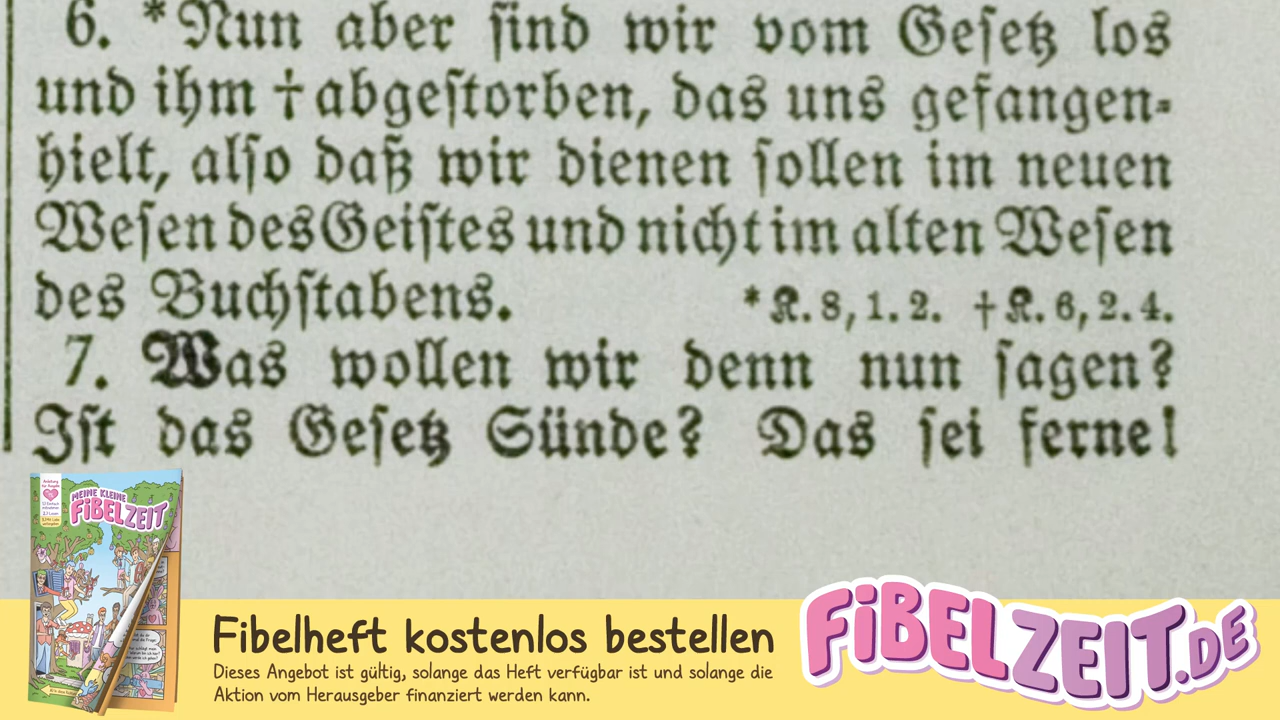 6. *Nun aber sind wir vom Gesetz los
und ihm †abgestorben, das uns gefangen=
hielt, also daß wir dienen sollen im neuen
Wesen des Geistes und nicht im alten Wesen
des Buchstabens. *K. 8, 1. 2. †K. 6, 2. 4.
7. Was wollen wir denn nun sagen?
Ist das Gesetz Sünde? Das sei ferne!
MEINE KLEINE
FIBELZEIT
Fibelheft kostenlos bestellen
Dieses Angebot ist gültig, solange das Heft verfügbar ist und solange die
Aktion vom Herausgeber finanziert werden kann.
FIBELZEIT.DE